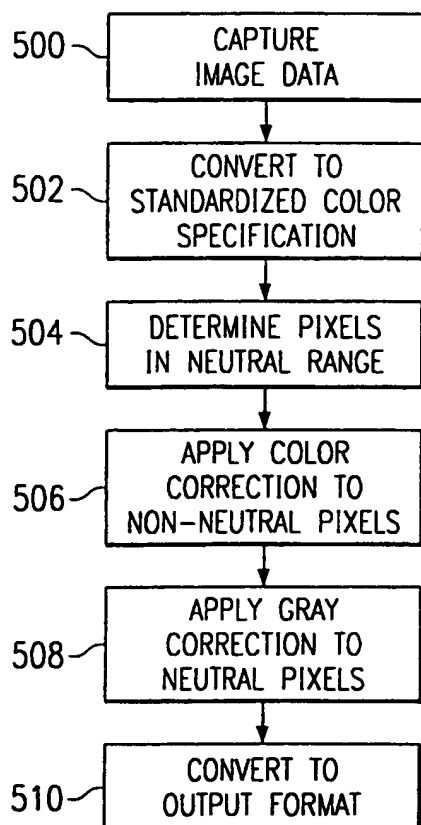 500
CAPTURE
IMAGE DATA
502
CONVERT TO
STANDARDIZED COLOR
SPECIFICATION
504
DETERMINE PIXELS
IN NEUTRAL RANGE
506
APPLY COLOR
CORRECTION TO
NON-NEUTRAL PIXELS
508
APPLY GRAY
CORRECTION TO
NEUTRAL PIXELS
510
CONVERT TO
OUTPUT FORMAT